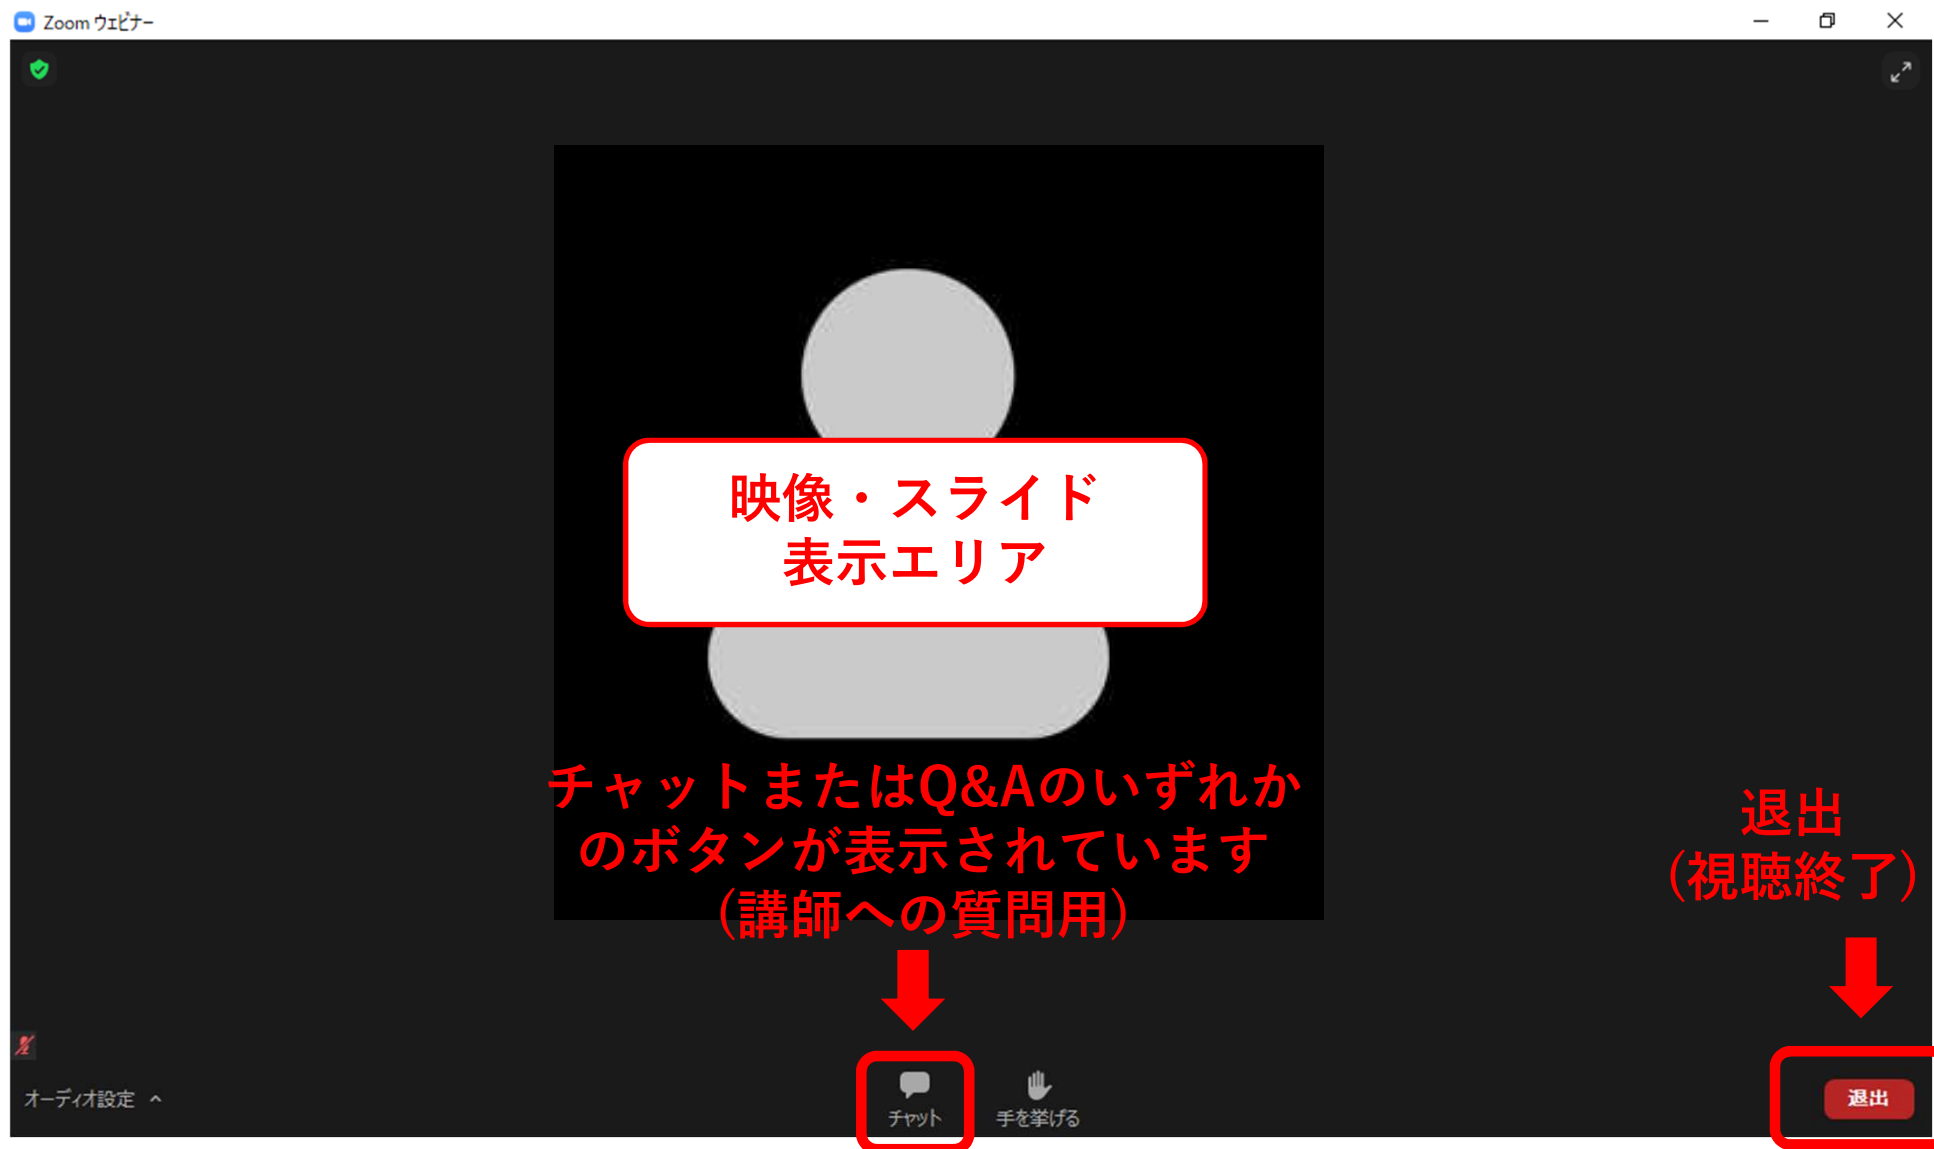 Zoom ウェビナー
映像・スライド
表示エリア
チャットまたはQ&Aのいずれか
のボタンが表示されています
(講師への質問用)
退出
(視聴終了)
オーディオ設定
チャット
手を挙げる
退出